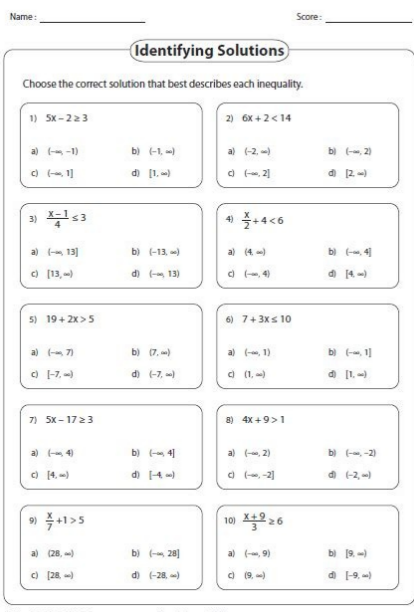 Name :
Score :
Identifying Solutions
Choose the correct solution that best describes each inequality.
1) 5x – 2 ≥ 3
a) (–∞, –1) b) (–1, ∞)
c) (–∞, 1] d) [1, ∞)
2) 6x + 2 < 14
a) (–2, ∞) b) (–∞, 2)
c) (–∞, 2] d) [2, ∞)
3) x – 1 / 4 ≤ 3
a) (–∞, 13] b) (–13, ∞)
c) [13, ∞) d) (–∞, 13)
4) x / 2 + 4 < 6
a) (4, ∞) b) (–∞, 4]
c) (–∞, 4) d) [4, ∞)
5) 19 + 2x > 5
a) (–∞, 7) b) (7, ∞)
c) [–7, ∞) d) (–7, ∞)
6) 7 + 3x ≤ 10
a) (–∞, 1) b) (–∞, 1]
c) (1, ∞) d) [1, ∞)
7) 5x – 17 ≥ 3
a) (–∞, 4) b) (–∞, 4]
c) [4, ∞) d) [–4, ∞)
8) 4x + 9 > 1
a) (–∞, 2) b) (–∞, –2)
c) (–∞, –2] d) (–2, ∞)
9) x / 7 + 1 > 5
a) (28, ∞) b) (–∞, 28]
c) [28, ∞) d) (–28, ∞)
10) x + 9 / 3 ≥ 6
a) (–∞, 9) b) [9, ∞)
c) (9, ∞) d) [–9, ∞)